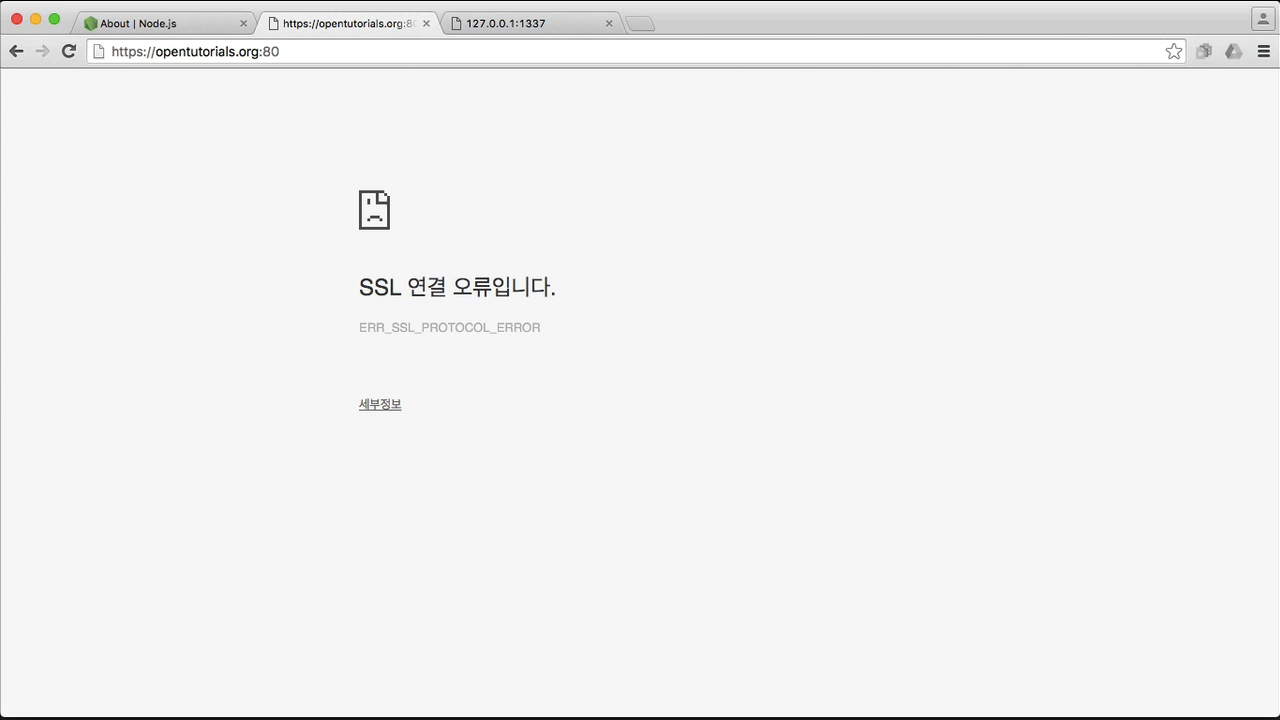 About | Node.js
https://opentutorials.org:80
127.0.0.1:1337
https://opentutorials.org:80
SSL 연결 오류입니다.
ERR_SSL_PROTOCOL_ERROR
세부정보